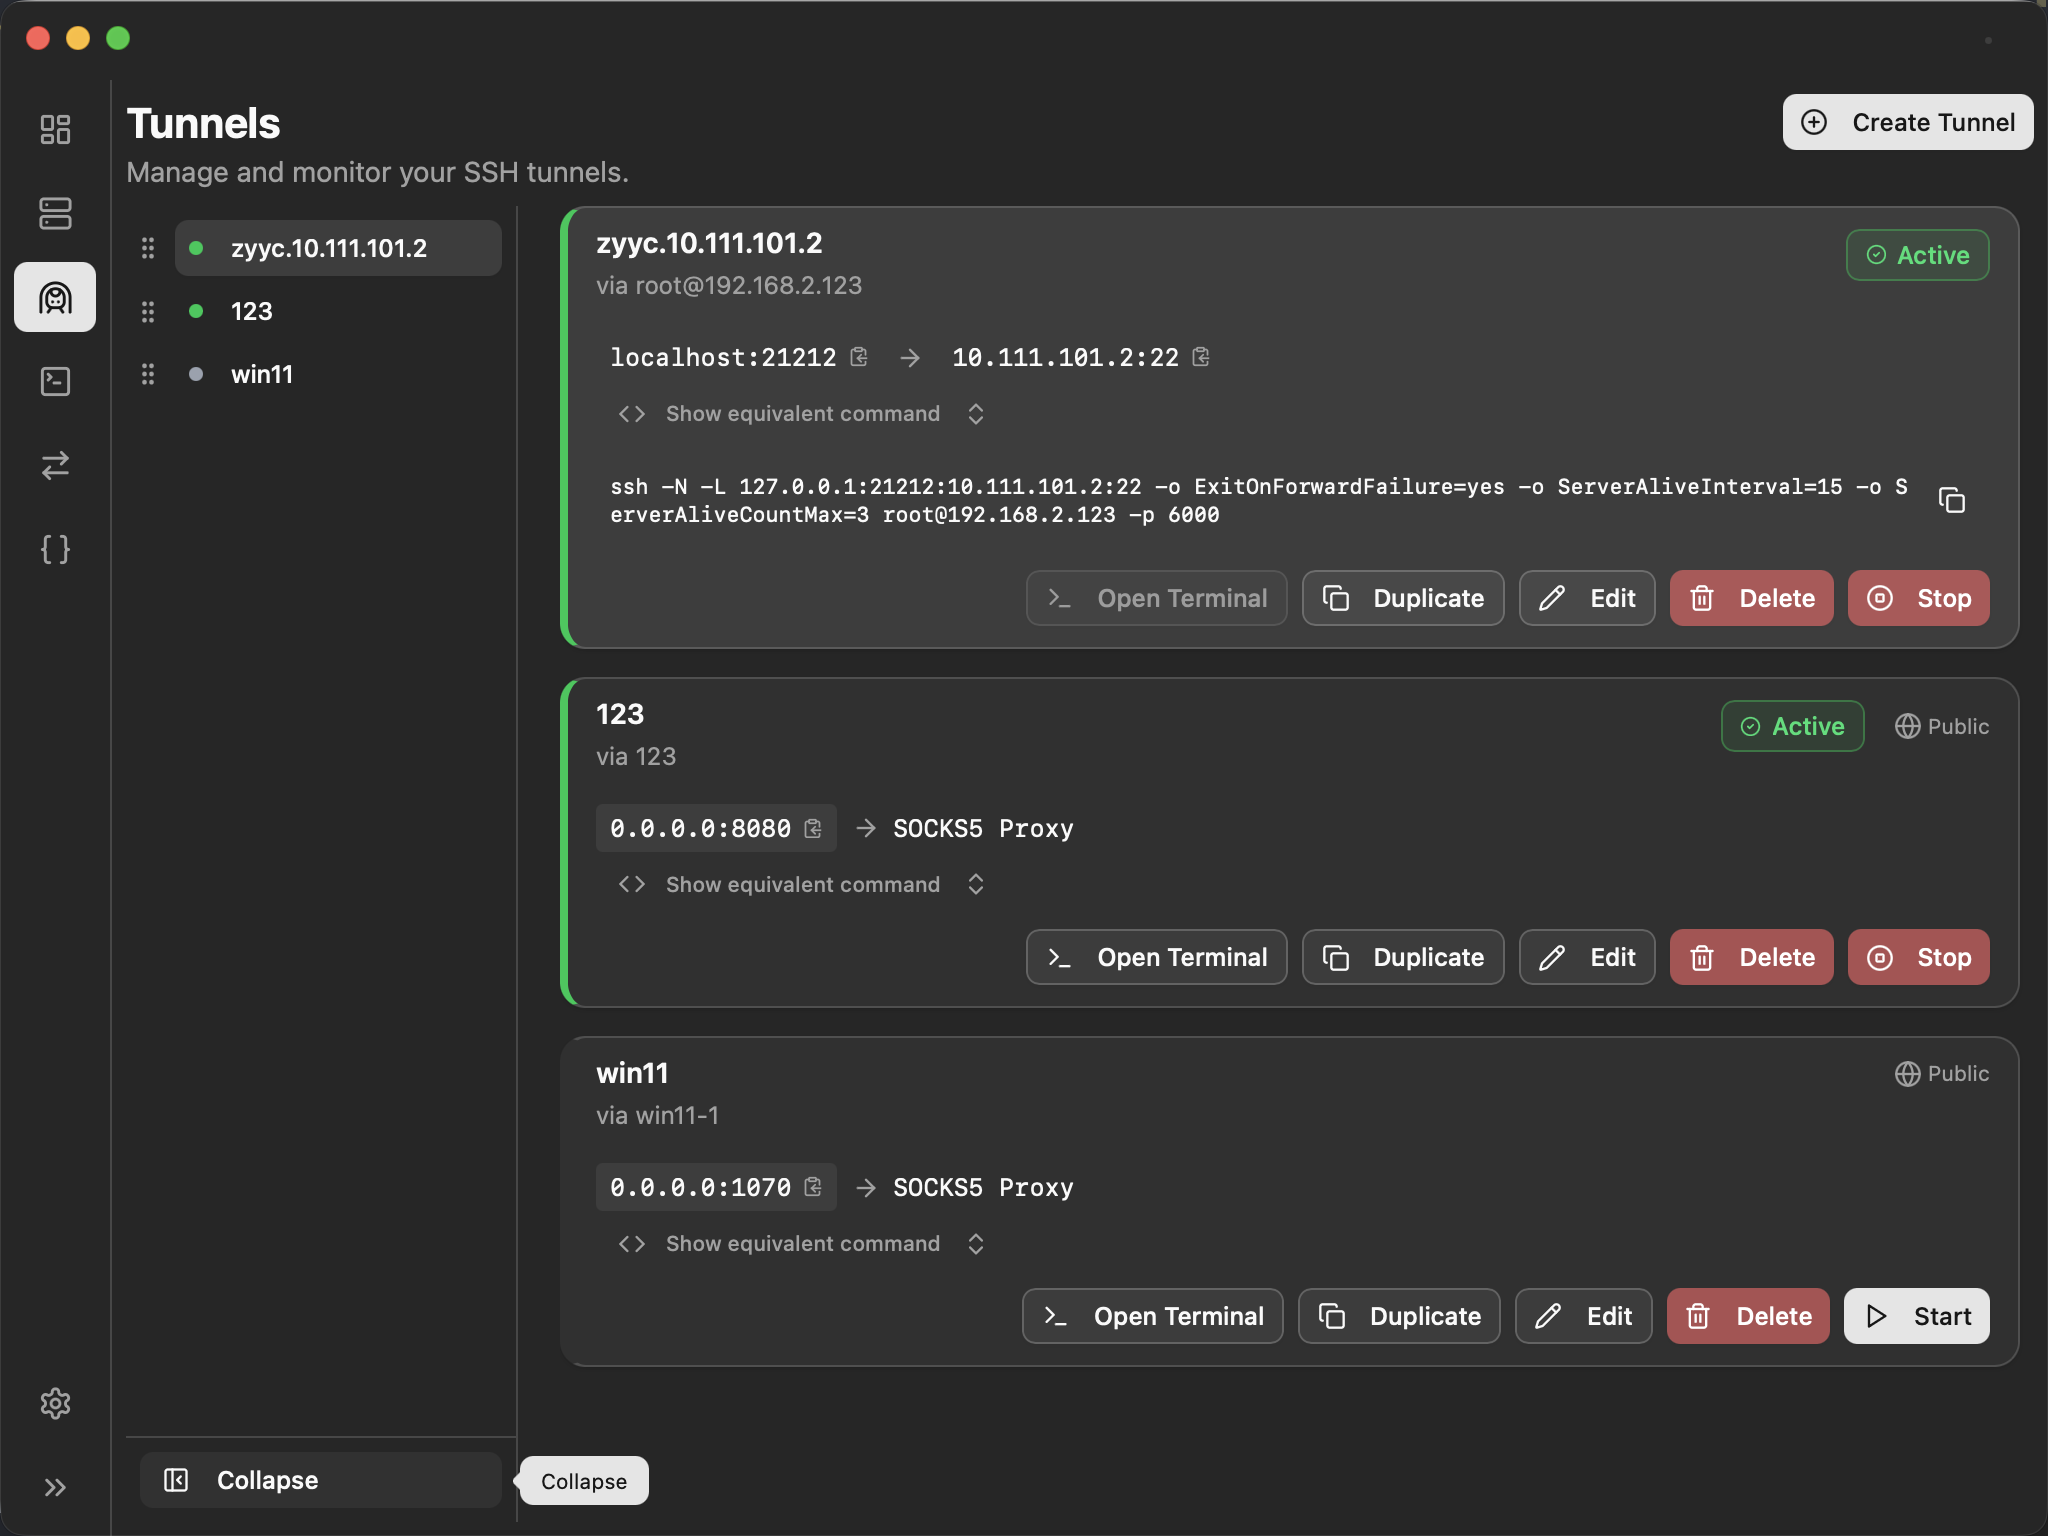 Tunnels
Manage and monitor your SSH tunnels.
Create Tunnel
zyyc.10.111.101.2
123
win11
Collapse
Collapse
zyyc.10.111.101.2
Active
via root@192.168.2.123
localhost:21212 → 10.111.101.2:22
Show equivalent command
ssh -N -L 127.0.0.1:21212:10.111.101.2:22 -o ExitOnForwardFailure=yes -o ServerAliveInterval=15 -o S
erverAliveCountMax=3 root@192.168.2.123 -p 6000
Open Terminal Duplicate Edit Delete Stop
123
Active Public
via 123
0.0.0.0:8080 → SOCKS5 Proxy
Show equivalent command
Open Terminal Duplicate Edit Delete Stop
win11
Public
via win11-1
0.0.0.0:1070 → SOCKS5 Proxy
Show equivalent command
Open Terminal Duplicate Edit Delete Start